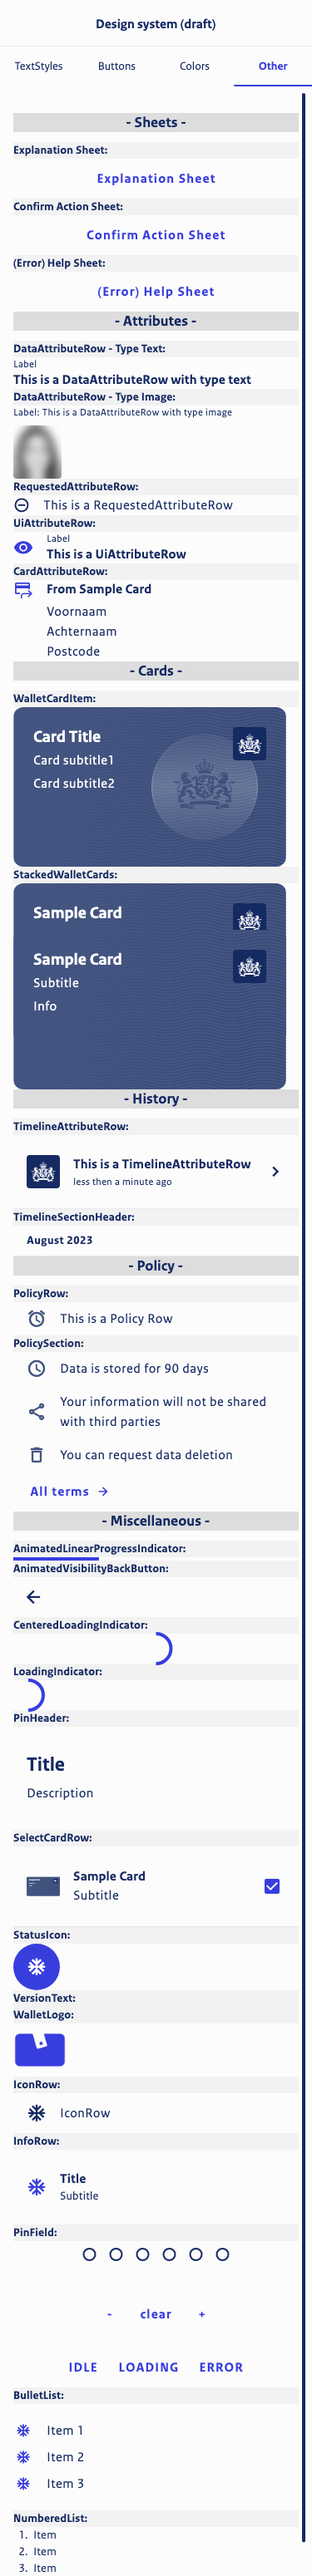 Design system (draft)
TextStyles
Buttons
Colors
Other
- Sheets -
Explanation Sheet:
Explanation Sheet
Confirm Action Sheet:
Confirm Action Sheet
(Error) Help Sheet:
(Error) Help Sheet
- Attributes -
DataAttributeRow - Type Text:
Label
This is a DataAttributeRow with type text
DataAttributeRow - Type Image:
Label: This is a DataAttributeRow with type image
RequestedAttributeRow:
This is a RequestedAttributeRow
UiAttributeRow:
Label
This is a UiAttributeRow
CardAttributeRow:
From Sample Card
Voornaam
Achternaam
Postcode
- Cards -
WalletCardItem:
Card Title
Card subtitle1
Card subtitle2
StackedWalletCards:
Sample Card
Sample Card
Subtitle
Info
- History -
TimelineAttributeRow:
This is a TimelineAttributeRow
less then a minute ago
TimelineSectionHeader:
August 2023
- Policy -
PolicyRow:
This is a Policy Row
PolicySection:
Data is stored for 90 days
Your information will not be shared
with third parties
You can request data deletion
All terms
- Miscellaneous -
AnimatedLinearProgressIndicator:
AnimatedVisibilityBackButton:
CenteredLoadingIndicator:
LoadingIndicator:
PinHeader:
Title
Description
SelectCardRow:
Sample Card
Subtitle
StatusIcon:
VersionText:
WalletLogo:
IconRow:
IconRow
InfoRow:
Title
Subtitle
PinField:
- clear +
IDLE LOADING ERROR
BulletList:
Item 1
Item 2
Item 3
NumberedList:
1. Item
2. Item
3. Item